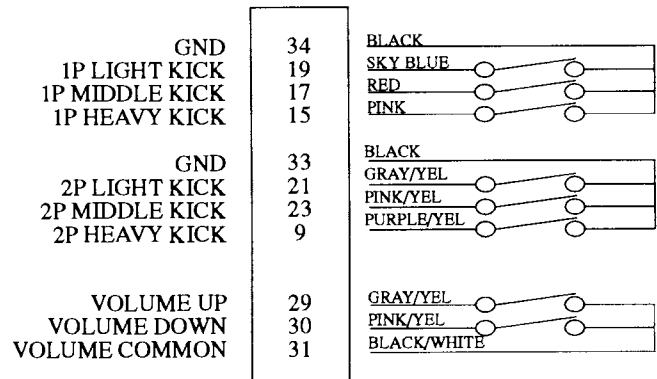 GND 34 BLACK
1P LIGHT KICK 19 SKY BLUE
1P MIDDLE KICK 17 RED
1P HEAVY KICK 15 PINK
GND 33 BLACK
2P LIGHT KICK 21 GRAY/YEL
2P MIDDLE KICK 23 PINK/YEL
2P HEAVY KICK 9 PURPLE/YEL
VOLUME UP 29 GRAY/YEL
VOLUME DOWN 30 PINK/YEL
VOLUME COMMON 31 BLACK/WHITE